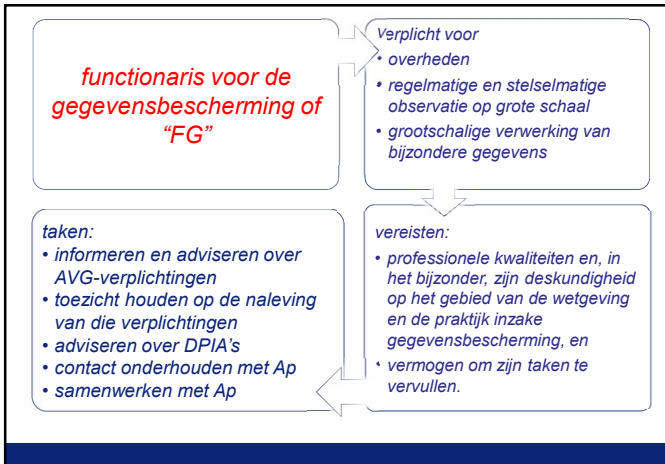 functionaris voor de
gegevensbescherming of
“FG”
Verplicht voor
• overheden
• regelmatige en stelselmatige
observatie op grote schaal
• grootschalige verwerking van
bijzondere gegevens
vereisten:
• professionele kwaliteiten en, in
het bijzonder, zijn deskundigheid
op het gebied van de wetgeving
en de praktijk inzake
gegevensbescherming, en
• vermogen om zijn taken te
vervullen.
taken:
• informeren en adviseren over
AVG-verplichtingen
• toezicht houden op de naleving
van die verplichtingen
• adviseren over DPIA’s
• contact onderhouden met Ap
• samenwerken met Ap